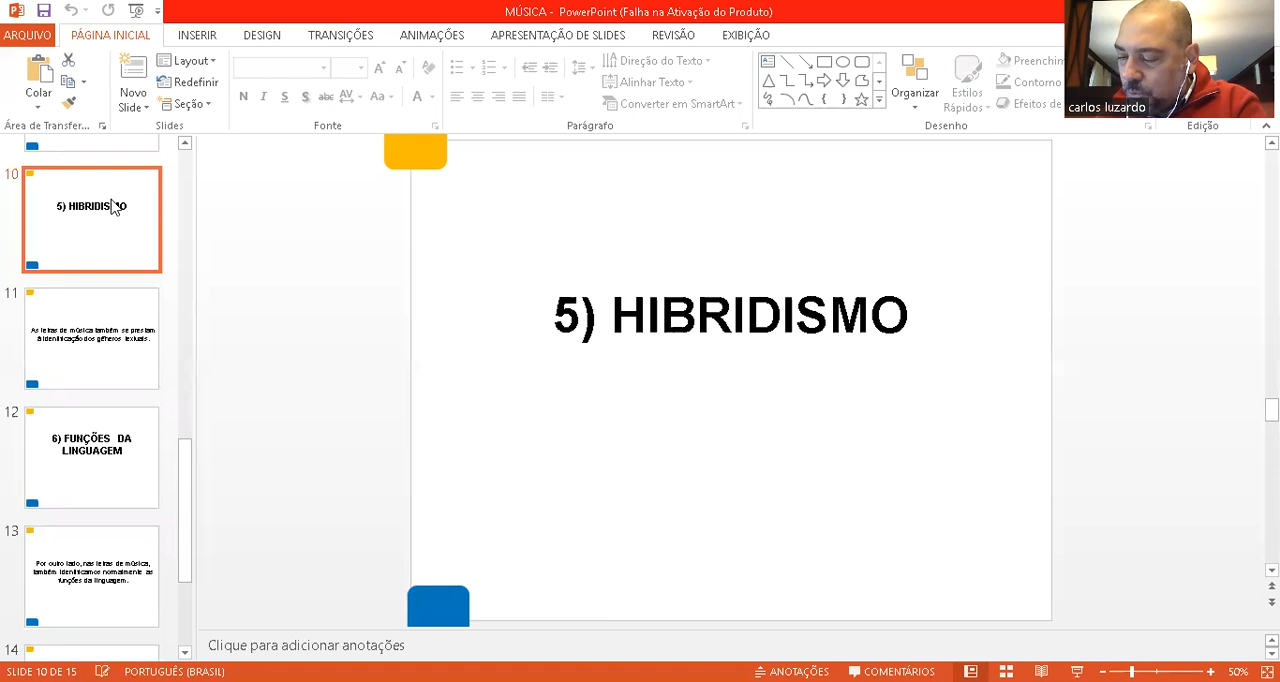 MÚSICA - PowerPoint (Falha na Ativação do Produto)
ARQUIVO PÁGINA INICIAL INSERIR DESIGN TRANSIÇÕES ANIMAÇÕES APRESENTAÇÃO DE SLIDES REVISÃO EXIBIÇÃO
Colar
Novo
Slide
Layout
Redefinir
Seção
N I S S abc AV Aa A
Direção do Texto
Alinhar Texto
Converter em SmartArt
Organizar
Estilos
Rápidos
Preenchim
Contorno
Efeitos de
carlos luzardo
Área de Transfer... Slides Fonte Parágrafo Desenho Edição
10
5) HIBRIDISMO
11
As letras de música também se prestam
à identificação dos gêneros textuais.
12
6) FUNÇÕES DA
LINGUAGEM
13
Por outro lado, nas letras de música,
também identificamos normalmente as
funções da linguagem.
14
5) HIBRIDISMO
Clique para adicionar anotações
SLIDE 10 DE 15 PORTUGUÊS (BRASIL) ANOTAÇÕES COMENTÁRIOS 50%